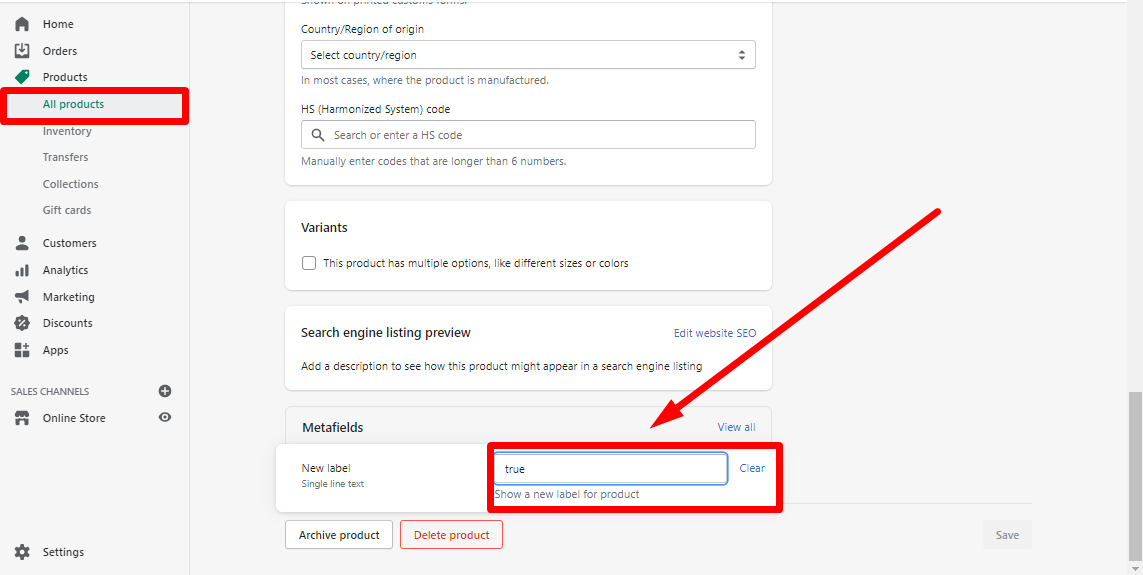 Home
Orders
Products
All products
Inventory
Transfers
Collections
Gift cards
Customers
Analytics
Marketing
Discounts
Apps
SALES CHANNELS
Online Store
Settings
Shown on printed customs forms.
Country/Region of origin
Select country/region
In most cases, where the product is manufactured.
HS (Harmonized System) code
Search or enter a HS code
Manually enter codes that are longer than 6 numbers.
Variants
This product has multiple options, like different sizes or colors
Search engine listing preview
Edit website SEO
Add a description to see how this product might appear in a search engine listing
Metafields
View all
New label
Single line text
true
Clear
Show a new label for product
Archive product
Delete product
Save